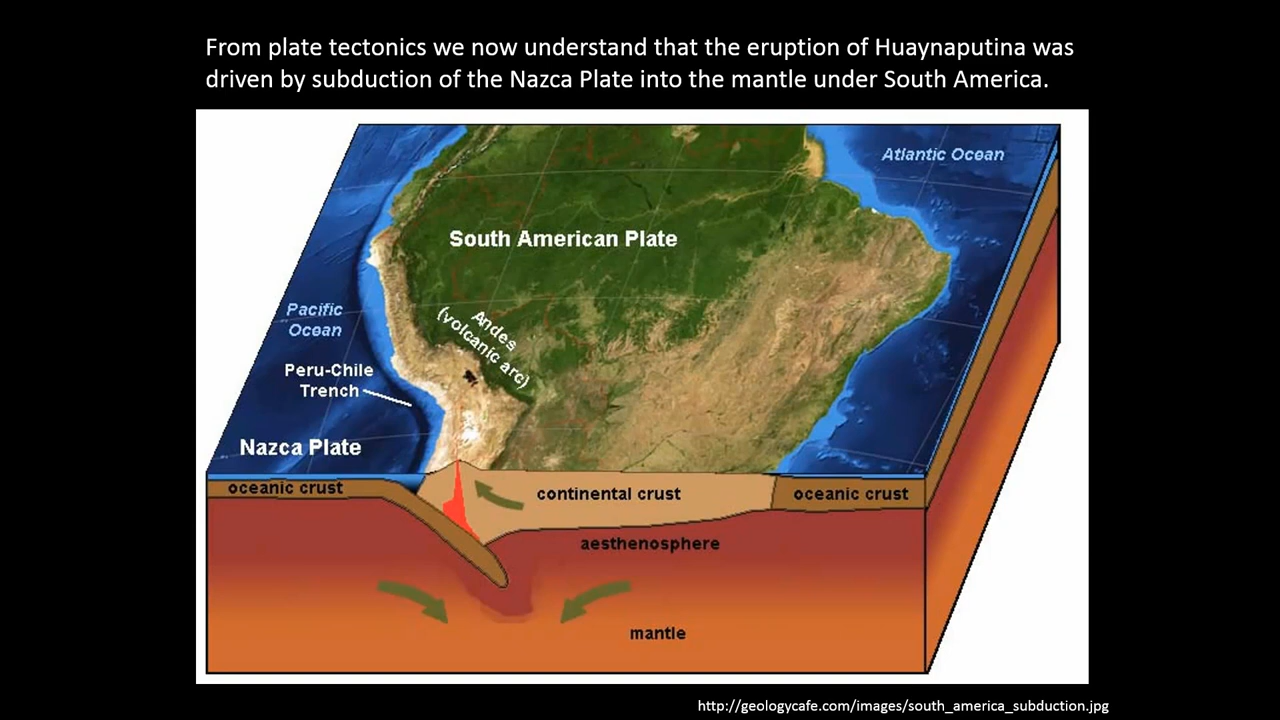 From plate tectonics we now understand that the eruption of Huaynaputina was
driven by subduction of the Nazca Plate into the mantle under South America.
Atlantic Ocean
South American Plate
Pacific
Ocean
Andes
(volcanic arc)
Peru-Chile
Trench
Nazca Plate
oceanic crust
continental crust
oceanic crust
aesthenosphere
mantle
http://geologycafe.com/images/south_america_subduction.jpg